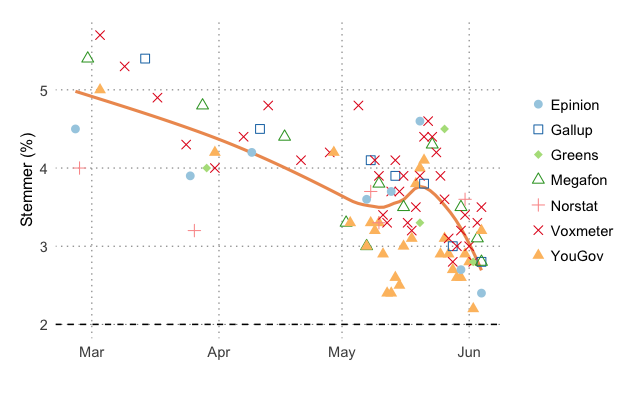 Stemmer (%)
5
4
3
2
Mar Apr May Jun
Epinion
Gallup
Greens
Megafon
Norstat
Voxmeter
YouGov